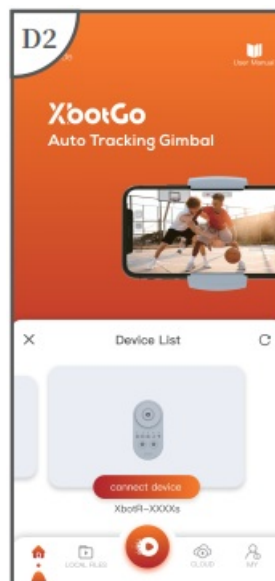 D2
User Manual
XbotGo
Auto Tracking Gimbal
Device List
connect device
XbotR-XXXXs
LOCAL FILES
CLOUD
MY